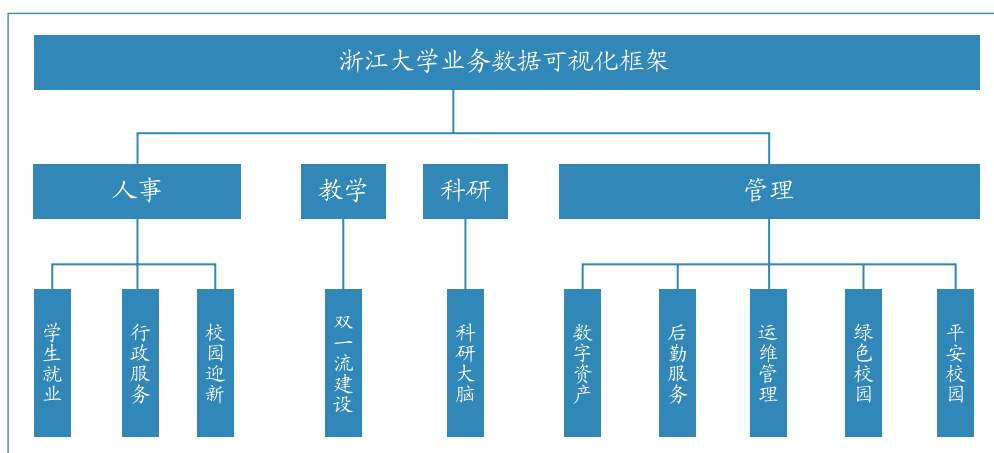 浙江大学业务数据可视化框架
人事
教学
科研
管理
学生就业
行政服务
校园迎新
双一流建设
科研大脑
数字资产
后勤服务
运维管理
绿色校园
平安校园